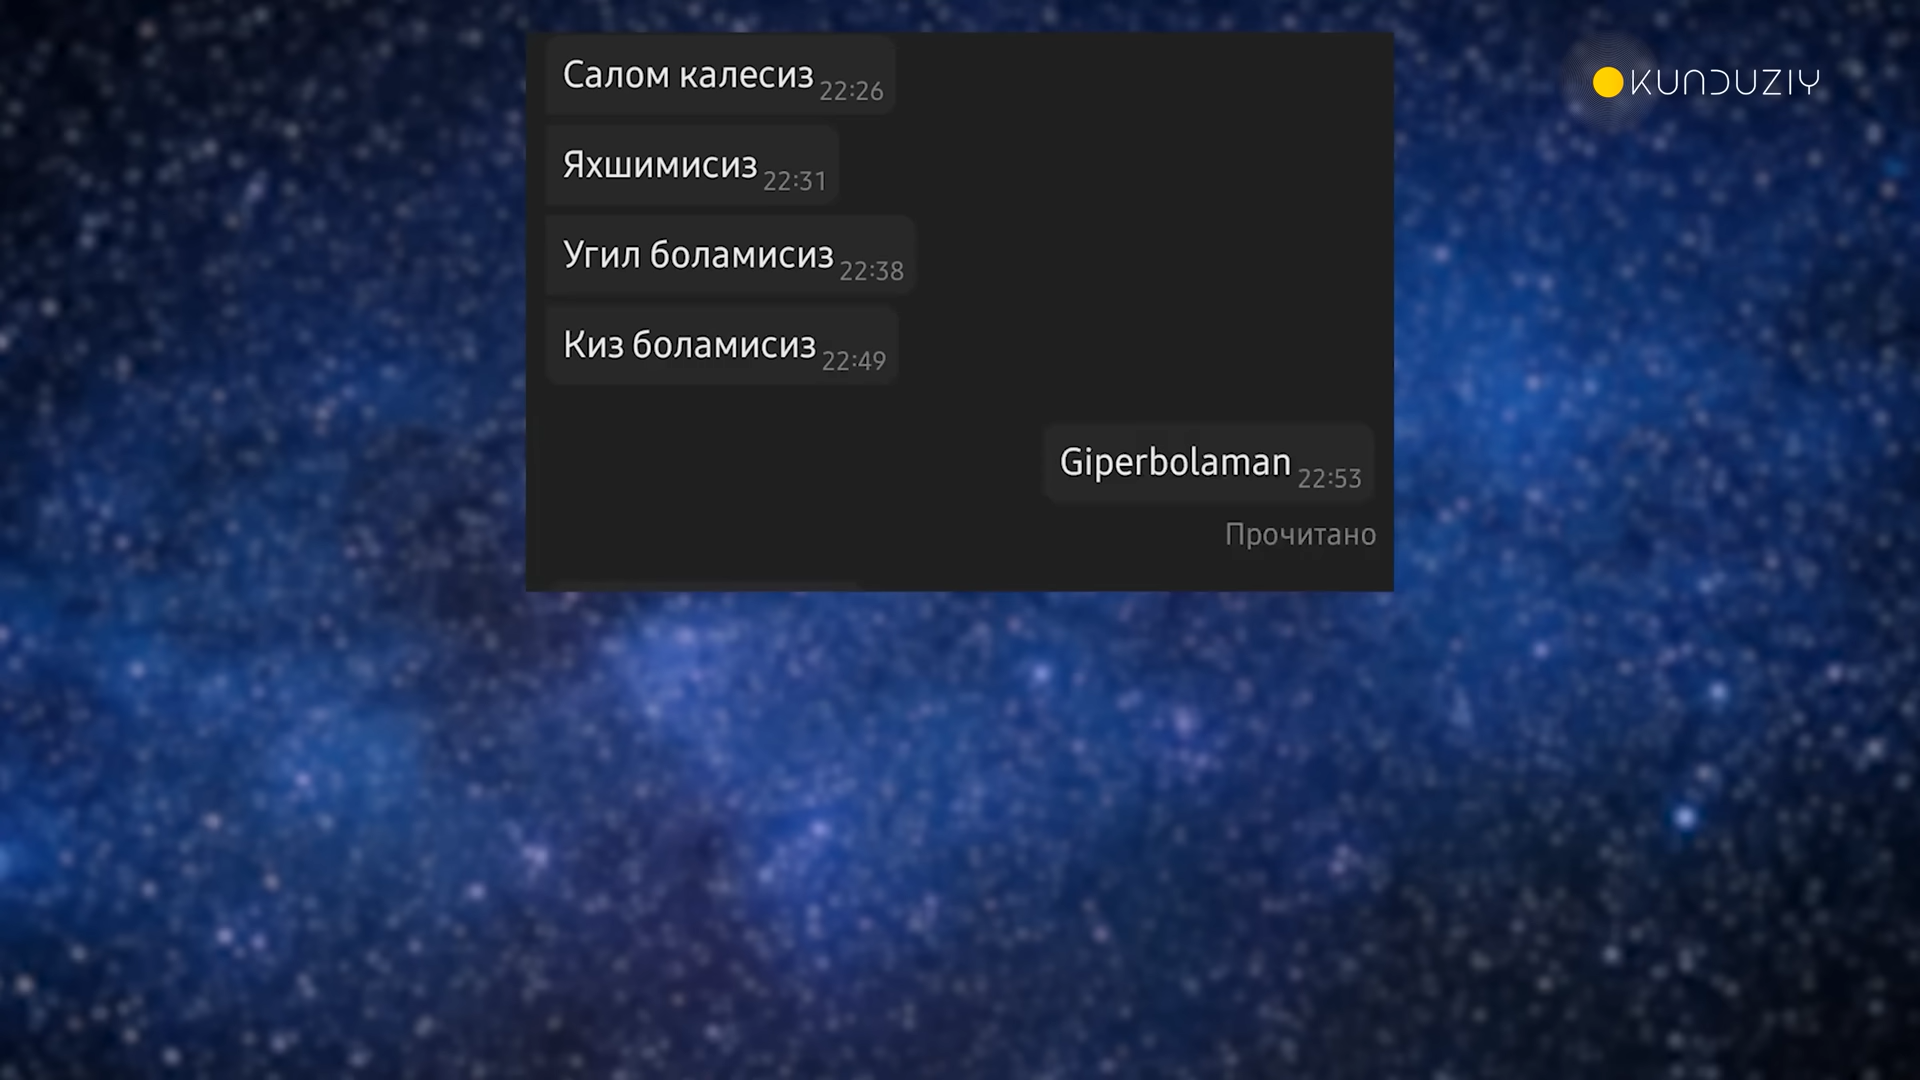 KUNDUZIY
Салом калесиз 22:26
Яхшимисиз 22:31
Угил боламисиз 22:38
Киз боламисиз 22:49
Giperbolaman 22:53
Прочитано